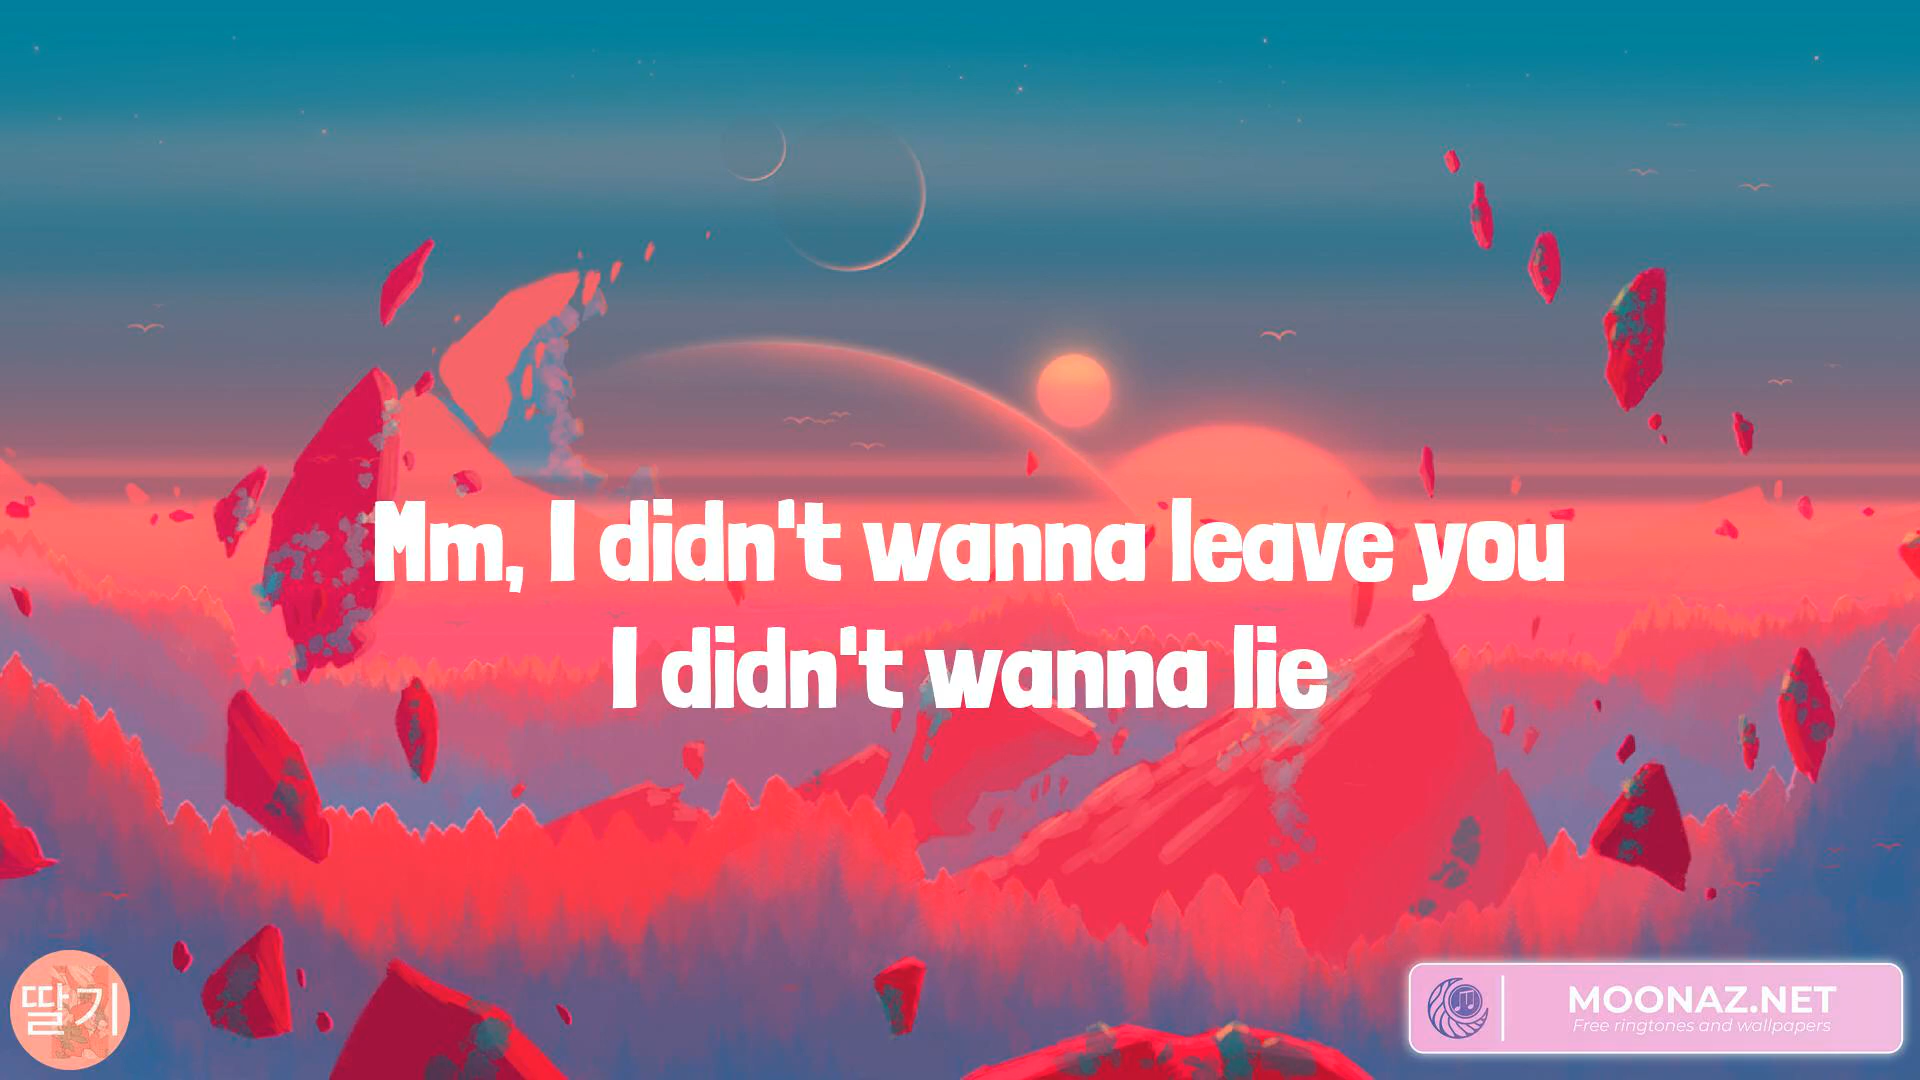 Mm, I didn't wanna leave you
I didn't wanna lie
딸기
MOONAZ.NET
Free ringtones and wallpapers